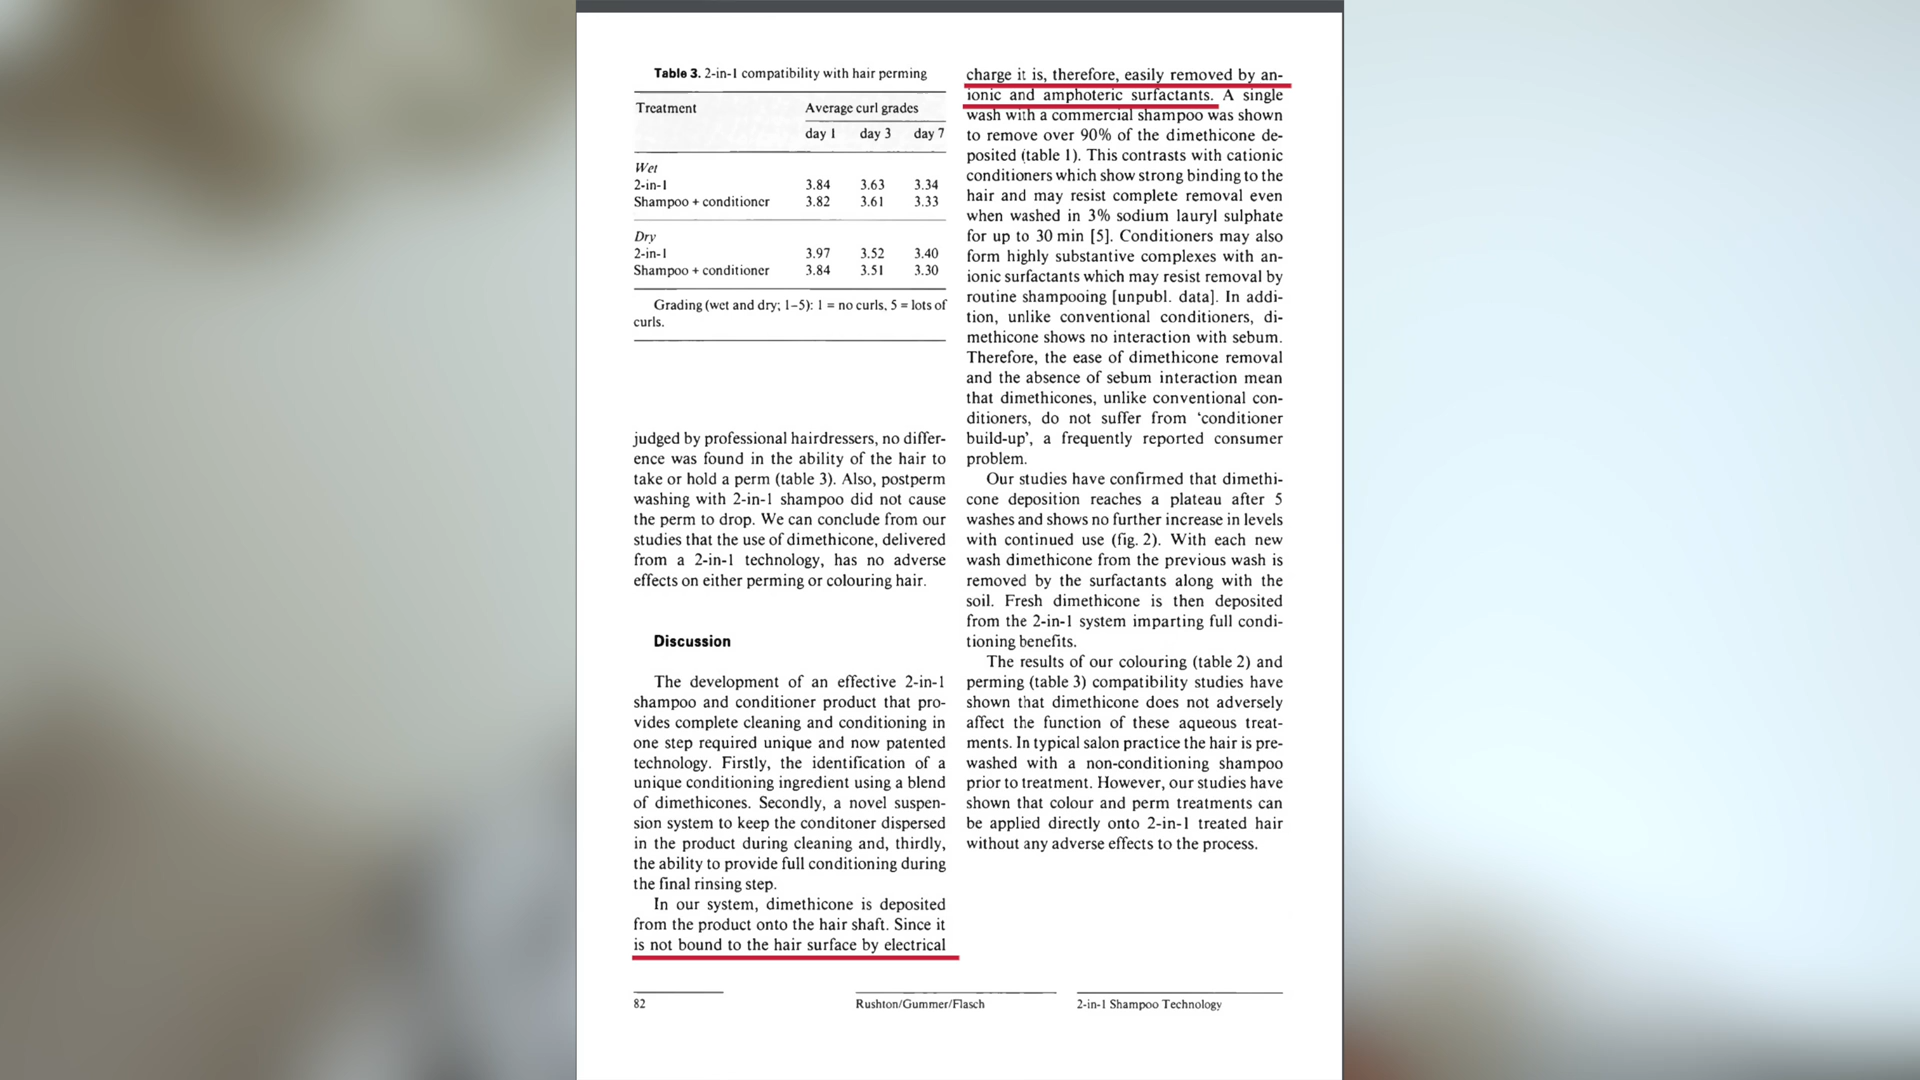 Table 3. 2-in-1 compatibility with hair perming
Treatment Average curl grades
day 1 day 3 day 7
Wet
2-in-1 3.84 3.63 3.34
Shampoo + conditioner 3.82 3.61 3.33
Dry
2-in-1 3.97 3.52 3.40
Shampoo + conditioner 3.84 3.51 3.30
Grading (wet and dry; 1–5): 1 = no curls, 5 = lots of
curls.
judged by professional hairdressers, no differ-
ence was found in the ability of the hair to
take or hold a perm (table 3). Also, postperm
washing with 2-in-1 shampoo did not cause
the perm to drop. We can conclude from our
studies that the use of dimethicone, delivered
from a 2-in-1 technology, has no adverse
effects on either perming or colouring hair.
Discussion
The development of an effective 2-in-1
shampoo and conditioner product that pro-
vides complete cleaning and conditioning in
one step required unique and now patented
technology. Firstly, the identification of a
unique conditioning ingredient using a blend
of dimethicones. Secondly, a novel suspen-
sion system to keep the conditoner dispersed
in the product during cleaning and, thirdly,
the ability to provide full conditioning during
the final rinsing step.
In our system, dimethicone is deposited
from the product onto the hair shaft. Since it
is not bound to the hair surface by electrical
charge it is, therefore, easily removed by an-
ionic and amphoteric surfactants. A single
wash with a commercial shampoo was shown
to remove over 90% of the dimethicone de-
posited (table 1). This contrasts with cationic
conditioners which show strong binding to the
hair and may resist complete removal even
when washed in 3% sodium lauryl sulphate
for up to 30 min [5]. Conditioners may also
form highly substantive complexes with an-
ionic surfactants which may resist removal by
routine shampooing [unpubl. data]. In addi-
tion, unlike conventional conditioners, di-
methicone shows no interaction with sebum.
Therefore, the ease of dimethicone removal
and the absence of sebum interaction mean
that dimethicones, unlike conventional con-
ditioners, do not suffer from ‘conditioner
build-up’, a frequently reported consumer
problem.
Our studies have confirmed that dimethi-
cone deposition reaches a plateau after 5
washes and shows no further increase in levels
with continued use (fig. 2). With each new
wash dimethicone from the previous wash is
removed by the surfactants along with the
soil. Fresh dimethicone is then deposited
from the 2-in-1 system imparting full condi-
tioning benefits.
The results of our colouring (table 2) and
perming (table 3) compatibility studies have
shown that dimethicone does not adversely
affect the function of these aqueous treat-
ments. In typical salon practice the hair is pre-
washed with a non-conditioning shampoo
prior to treatment. However, our studies have
shown that colour and perm treatments can
be applied directly onto 2-in-1 treated hair
without any adverse effects to the process.
82 Rushton/Gummer/Flasch 2-in-1 Shampoo Technology